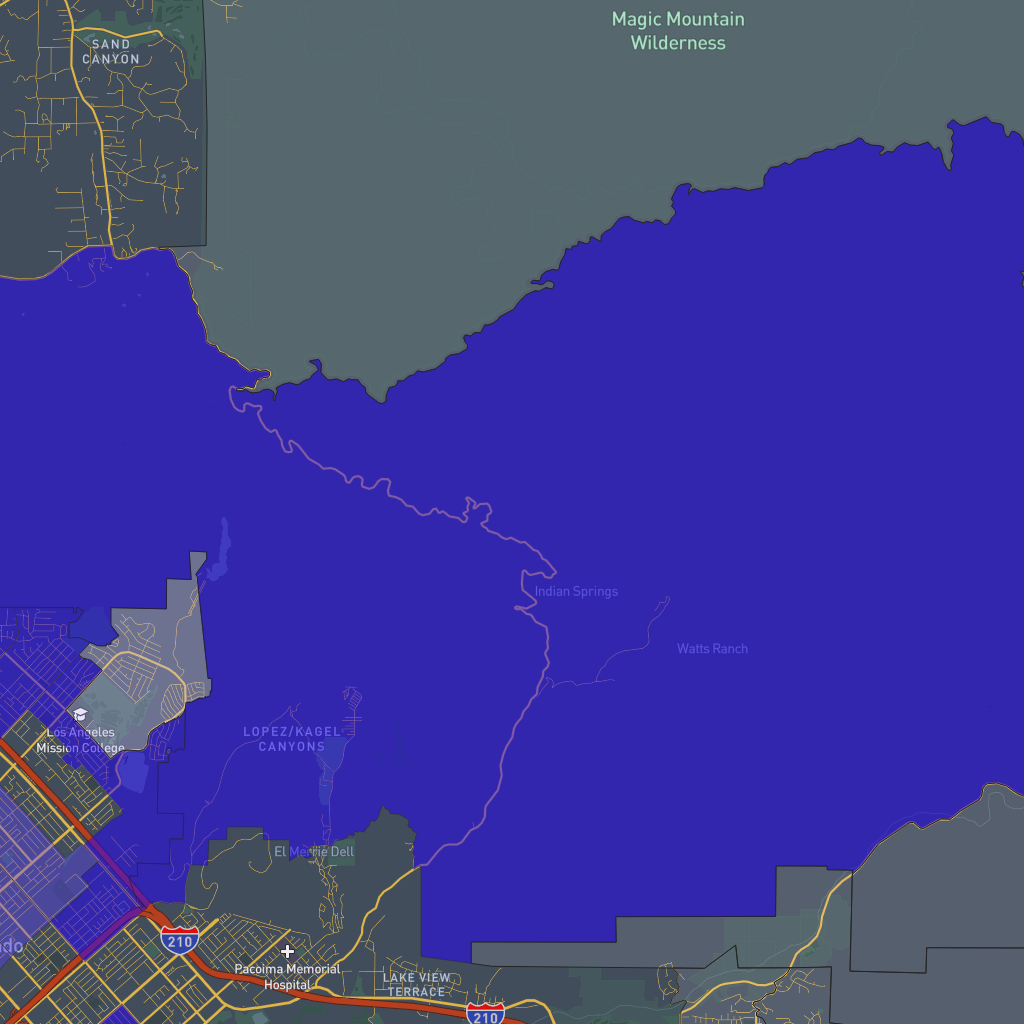 Magic Mountain
Wilderness
SAND
CANYON
Indian Springs
Watts Ranch
LOPEZ/KAGEL
CANYONS
Los Angeles
Mission College
El Merrie Dell
do
210
Pacoima Memorial
Hospital
LAKE VIEW
TERRACE
210